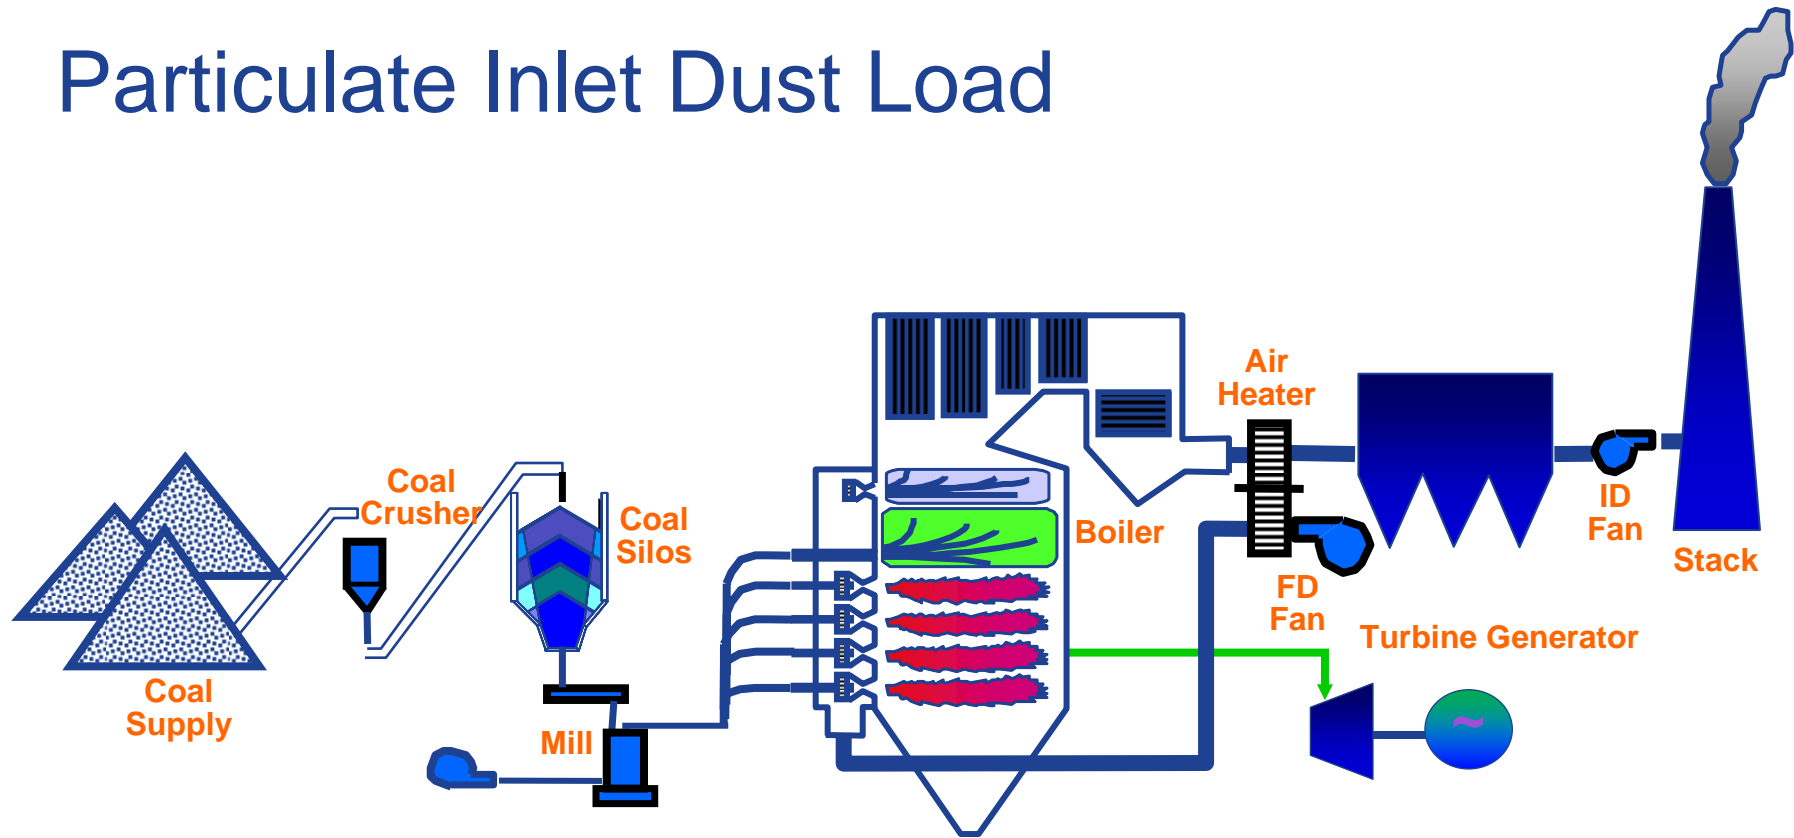 Particulate Inlet Dust Load
Coal
Supply
Coal
Crusher
Coal
Silos
Mill
Boiler
Air
Heater
FD
Fan
ID
Fan
Stack
Turbine Generator
~